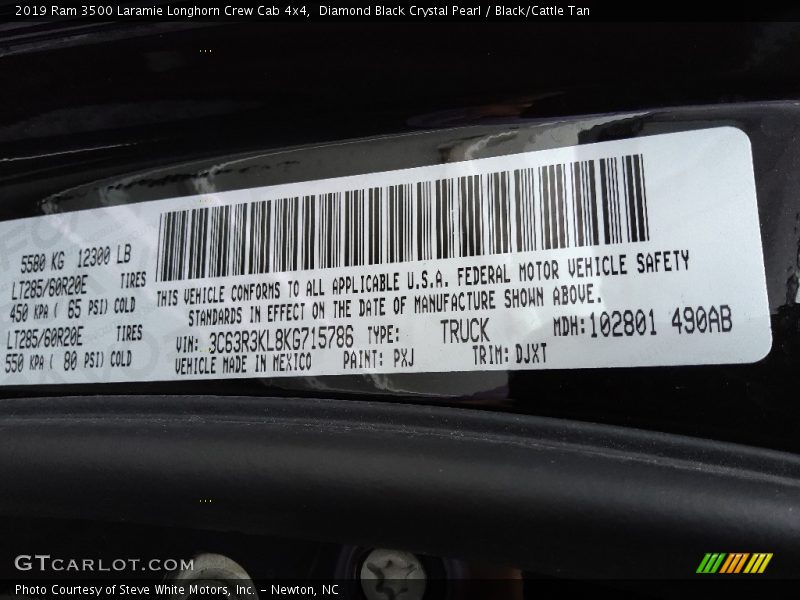 2019 Ram 3500 Laramie Longhorn Crew Cab 4x4,  Diamond Black Crystal Pearl / Black/Cattle Tan
5580 KG 12300 LB
LT285/60R20E TIRES
450 KPA ( 65 PSI) COLD
LT285/60R20E TIRES
550 KPA ( 80 PSI) COLD
THIS VEHICLE CONFORMS TO ALL APPLICABLE U.S.A. FEDERAL MOTOR VEHICLE SAFETY
STANDARDS IN EFFECT ON THE DATE OF MANUFACTURE SHOWN ABOVE.
VIN: 3C63R3KL8KG715786 TYPE: TRUCK MDH: 102801 490AB
VEHICLE MADE IN MEXICO PAINT: PXJ TRIM: DJXT
GTCARLOT.COM
Photo Courtesy of Steve White Motors, Inc. – Newton, NC